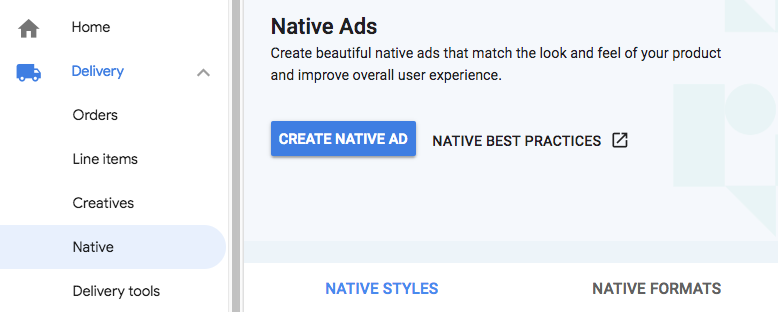 Home
Delivery
Orders
Line items
Creatives
Native
Delivery tools
Native Ads
Create beautiful native ads that match the look and feel of your product
and improve overall user experience.
CREATE NATIVE AD
NATIVE BEST PRACTICES
NATIVE STYLES
NATIVE FORMATS